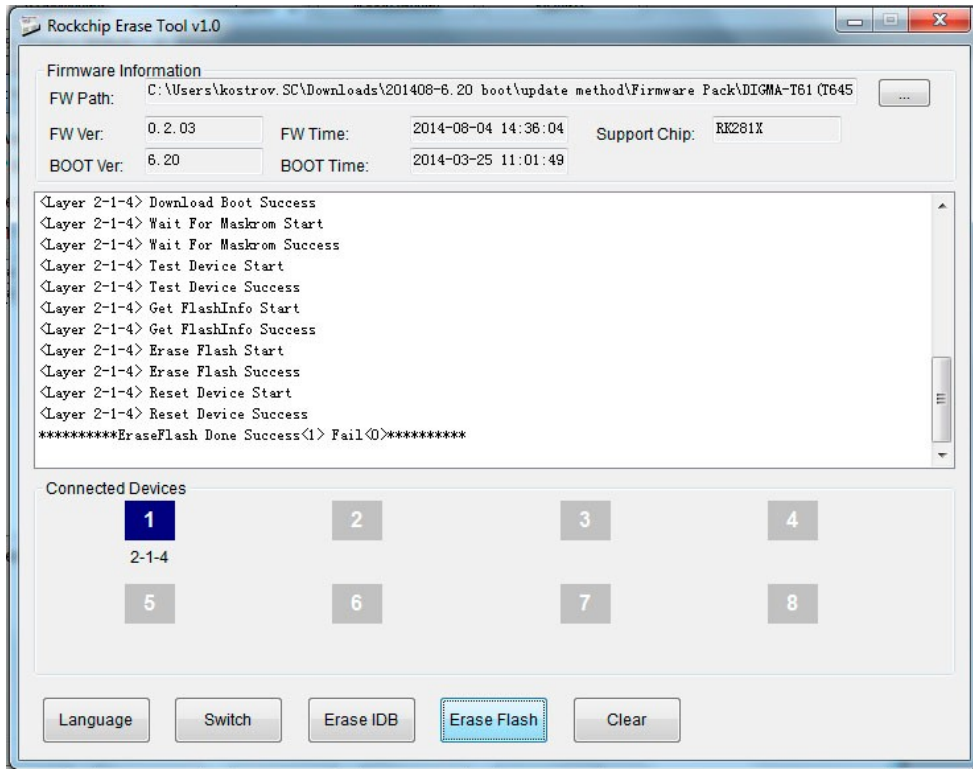 Rockchip Erase Tool v1.0
Firmware Information
FW Path: C:\Users\kostrov.SC\Downloads\201408-6.20 boot\update method\Firmware Pack\DIGMA-T61(T645 ...
FW Ver: 0.2.03 FW Time: 2014-08-04 14:36:04 Support Chip: RK281X
BOOT Ver: 6.20 BOOT Time: 2014-03-25 11:01:49
<Layer 2-1-4> Download Boot Success
<Layer 2-1-4> Wait For Maskrom Start
<Layer 2-1-4> Wait For Maskrom Success
<Layer 2-1-4> Test Device Start
<Layer 2-1-4> Test Device Success
<Layer 2-1-4> Get FlashInfo Start
<Layer 2-1-4> Get FlashInfo Success
<Layer 2-1-4> Erase Flash Start
<Layer 2-1-4> Erase Flash Success
<Layer 2-1-4> Reset Device Start
<Layer 2-1-4> Reset Device Success
**********EraseFlash Done Success<1> Fail<0>**********
Connected Devices
1 2 3 4
2-1-4
5 6 7 8
Language Switch Erase IDB Erase Flash Clear